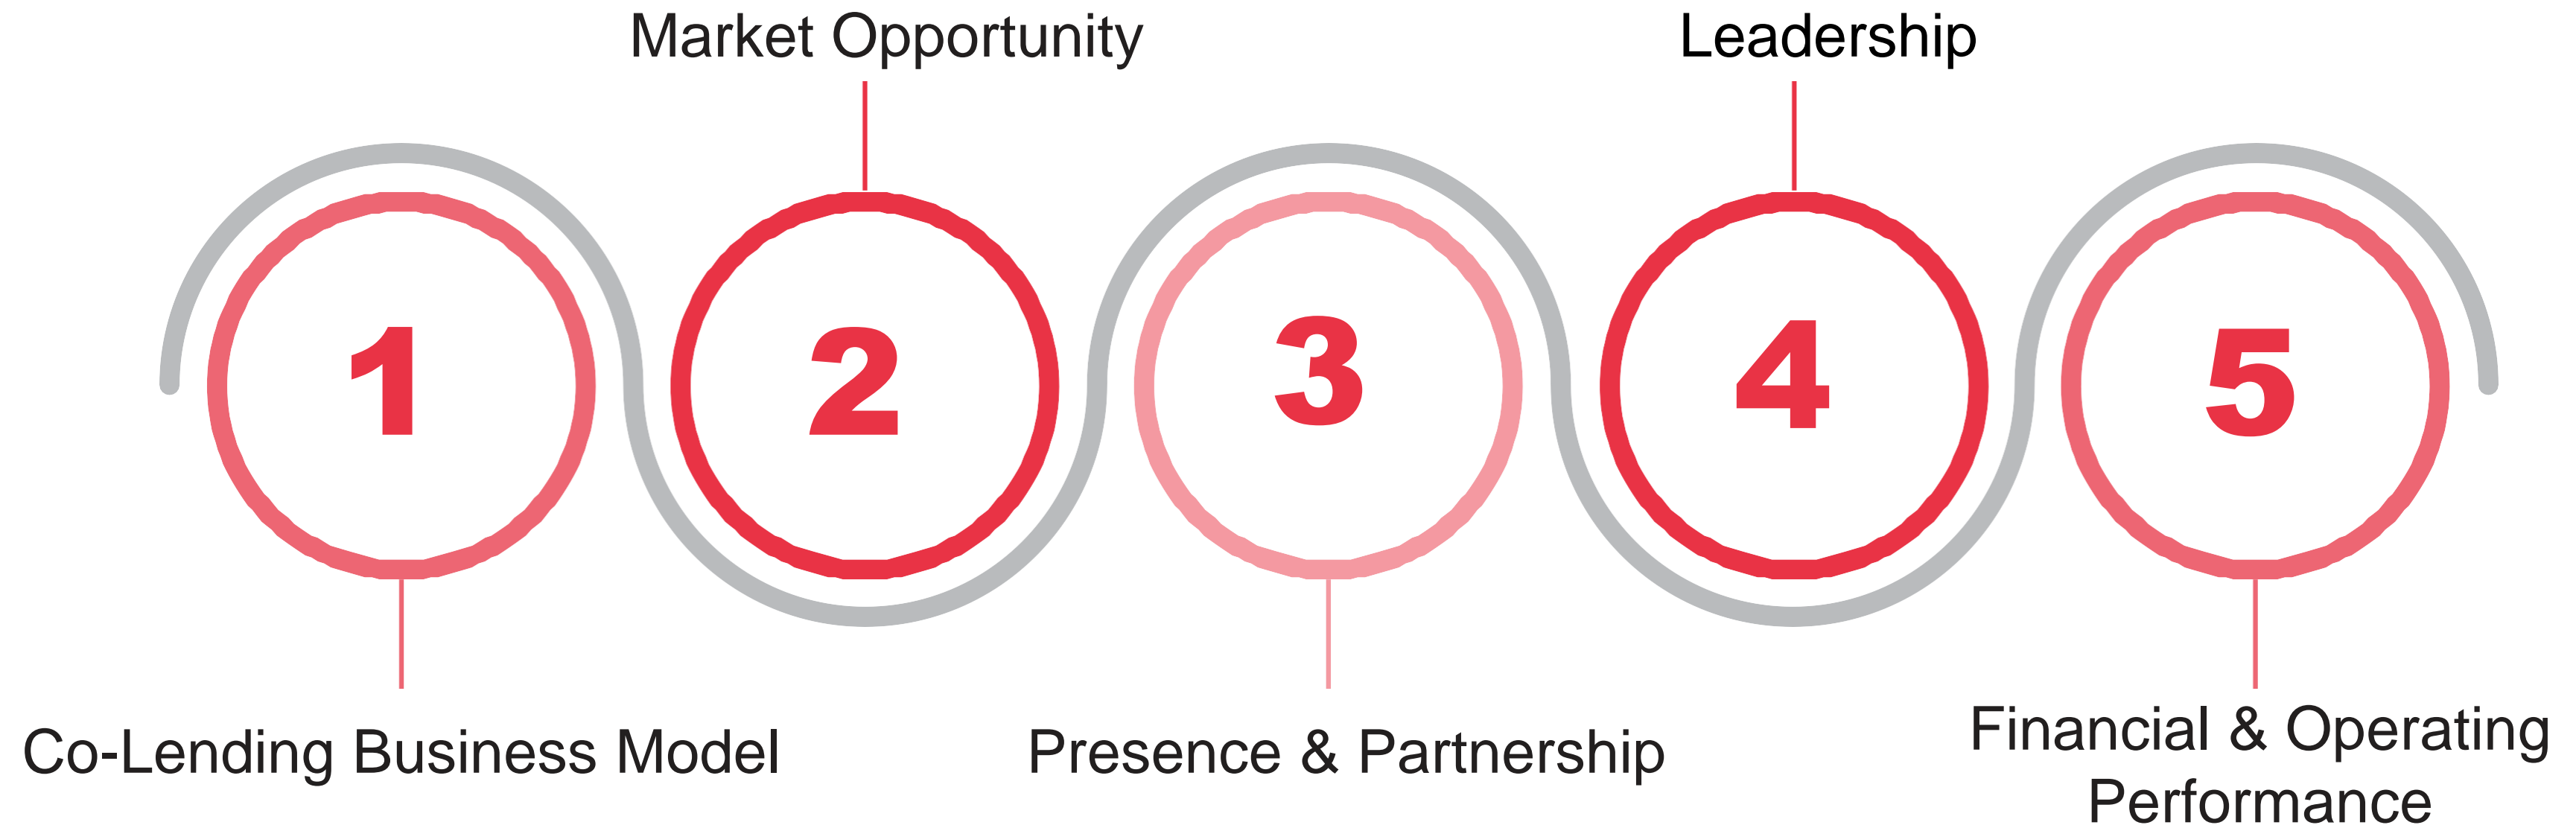 Market Opportunity
Leadership
1
2
3
4
5
Co-Lending Business Model
Presence & Partnership
Financial & Operating
Performance